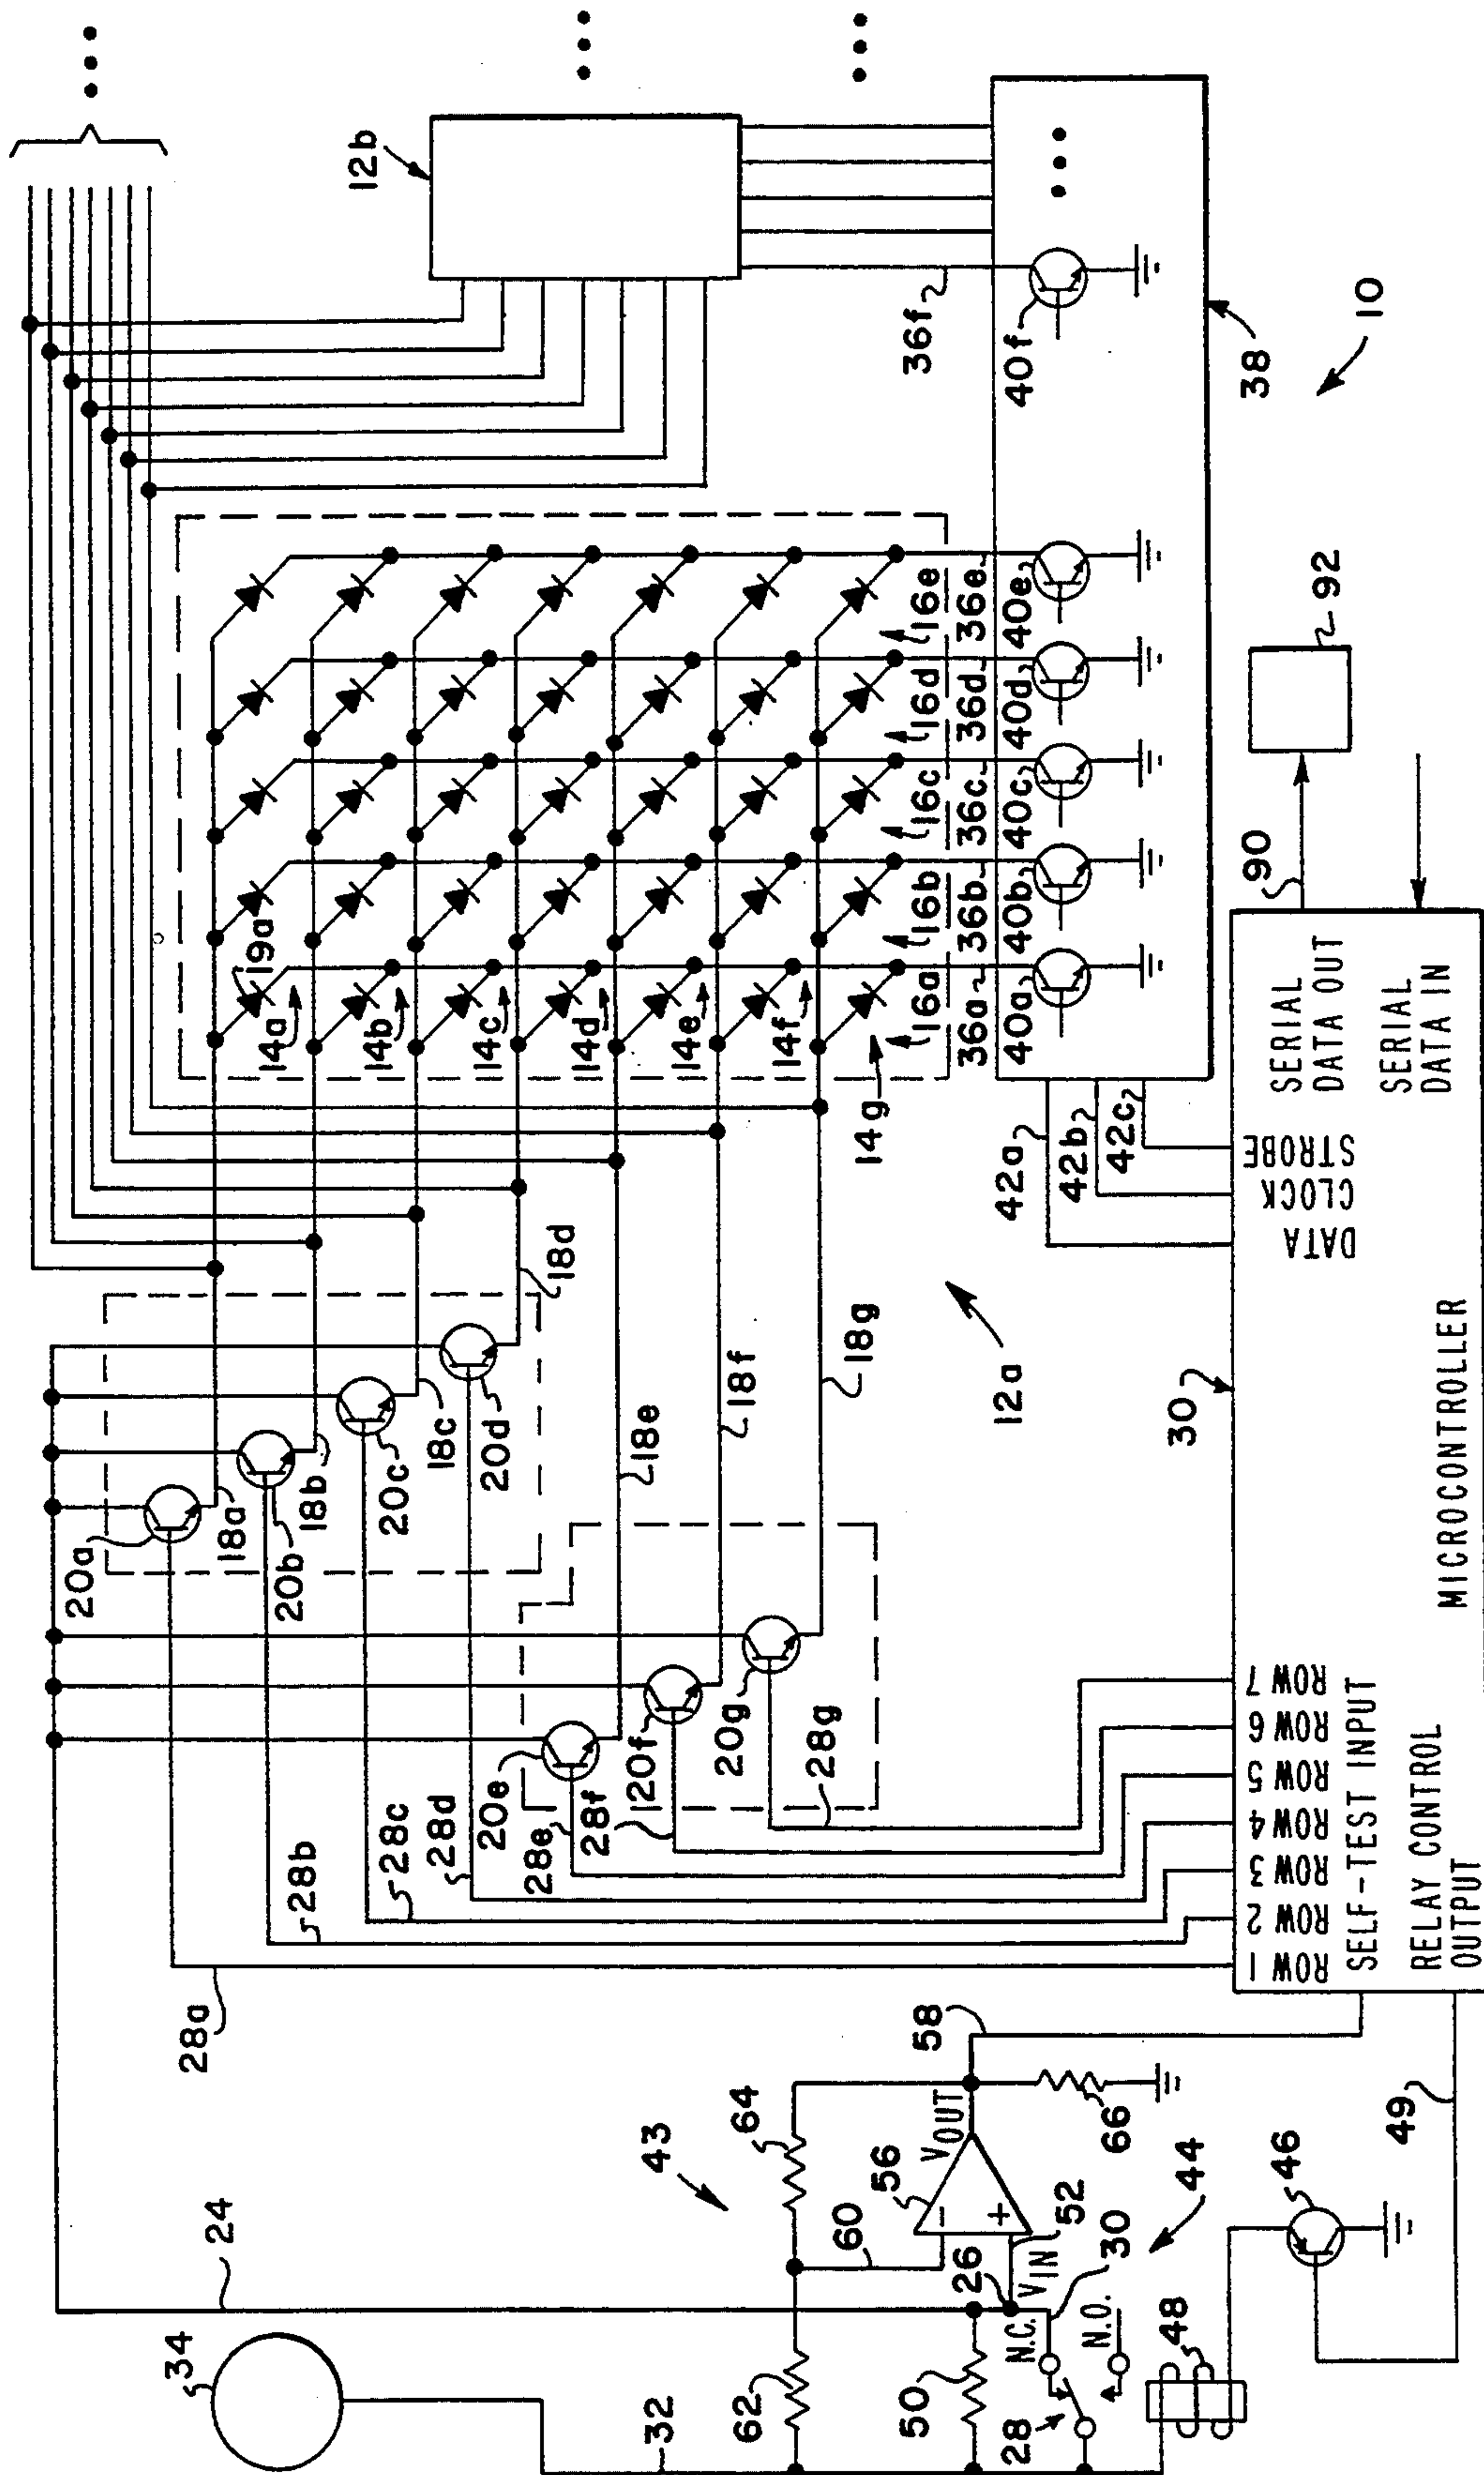 34
24
32
62
64
43
60
56
V OUT
58
66
50
26
V IN
52
N.C.
N.O.
28
30
44
48
46
49
28a
28b
28c
28d
28e
28f
28g
20a
20b
20c
20d
20e
20f
20g
18a
18b
18c
18d
18e
18f
18g
12a
12b
19a
14a
14b
14c
14d
14e
14f
14g
16a
16b
16c
16d
16e
36a
36b
36c
36d
36e
36f
40a
40b
40c
40d
40e
40f
38
10
42a
42b
42c
30
ROW 1
ROW 2
ROW 3
ROW 4
ROW 5
ROW 6
ROW 7
SELF-TEST INPUT
RELAY CONTROL
OUTPUT
MICROCONTROLLER
DATA
CLOCK
STROBE
SERIAL
DATA OUT
SERIAL
DATA IN
90
92